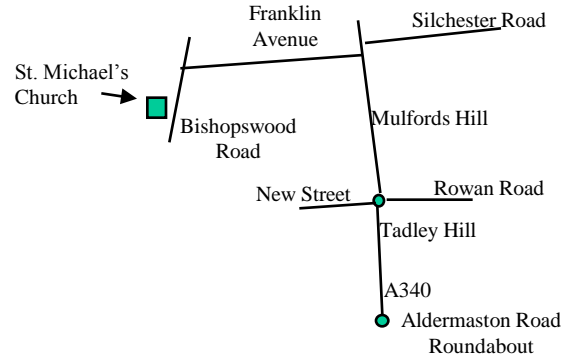 Franklin
Avenue
Silchester Road
St. Michael's
Church
Mulfords Hill
Bishopswood
Road
New Street
Rowan Road
Tadley Hill
A340
Aldermaston Road
Roundabout